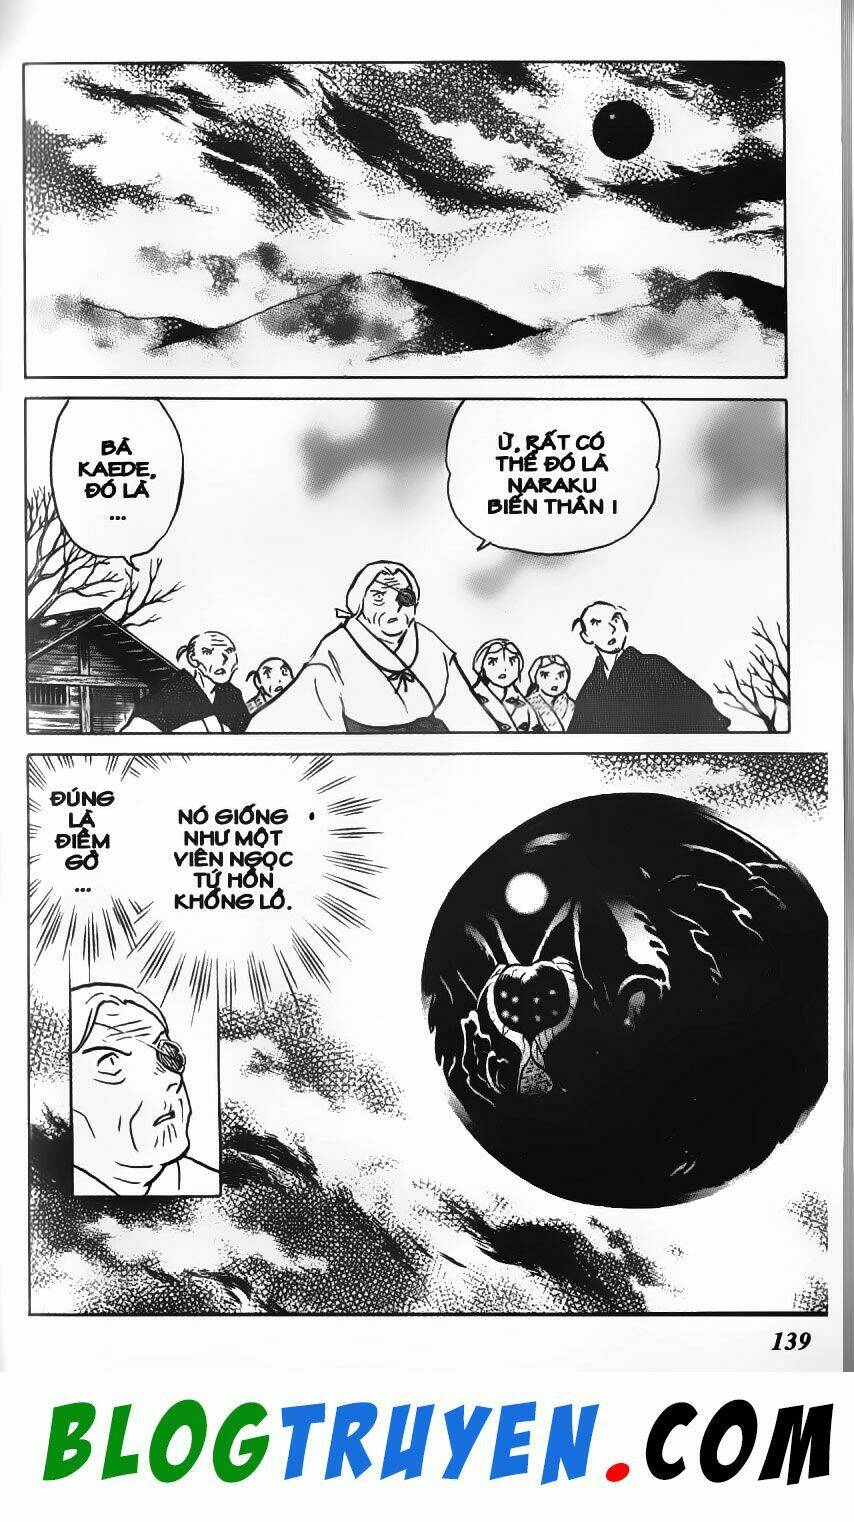 BÀ
KAEDE,
ĐÓ LÀ
...
Ừ, RẤT CÓ
THỂ ĐÓ LÀ
NARAKU
BIẾN THÂN!
ĐÚNG
LÀ
ĐIỀM
GỞ
...
NÓ GIỐNG
NHƯ MỘT
VIÊN NGỌC
TỨ HỒN
KHỔNG LỒ.
139
BLOGTRUYEN.COM